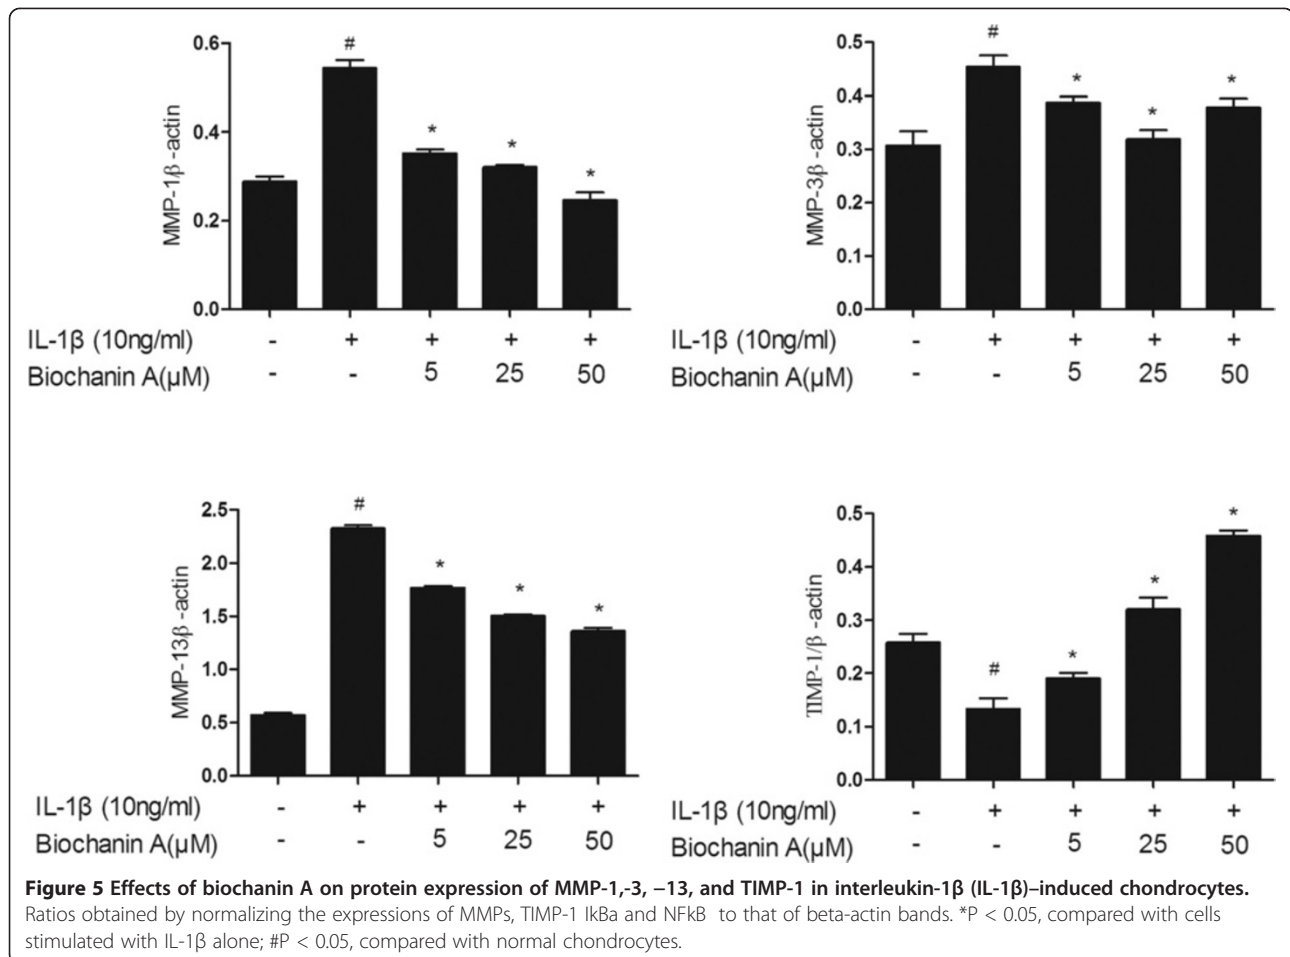 0.6
0.4
0.2
0.0
MMP-1/β -actin
#
*
*
*
IL-1β (10ng/ml) - + + + +
Biochanin A(µM) - - 5 25 50
0.5
0.4
0.3
0.2
0.1
0.0
MMP-3/β -actin
#
*
*
*
IL-1β (10ng/ml) - + + + +
Biochanin A(µM) - - 5 25 50
2.5
2.0
1.5
1.0
0.5
0.0
MMP-13β -actin
#
*
*
*
IL-1β (10ng/ml) - + + + +
Biochanin A(µM) - - 5 25 50
0.5
0.4
0.3
0.2
0.1
0.0
TIMP-1/β -actin
#
*
*
*
IL-1β (10ng/ml) - + + + +
Biochanin A(µM) - - 5 25 50
Figure 5 Effects of biochanin A on protein expression of MMP-1,-3, −13, and TIMP-1 in interleukin-1β (IL-1β)–induced chondrocytes.
Ratios obtained by normalizing the expressions of MMPs, TIMP-1 IkBa and NFkB to that of beta-actin bands. *P < 0.05, compared with cells
stimulated with IL-1β alone; #P < 0.05, compared with normal chondrocytes.